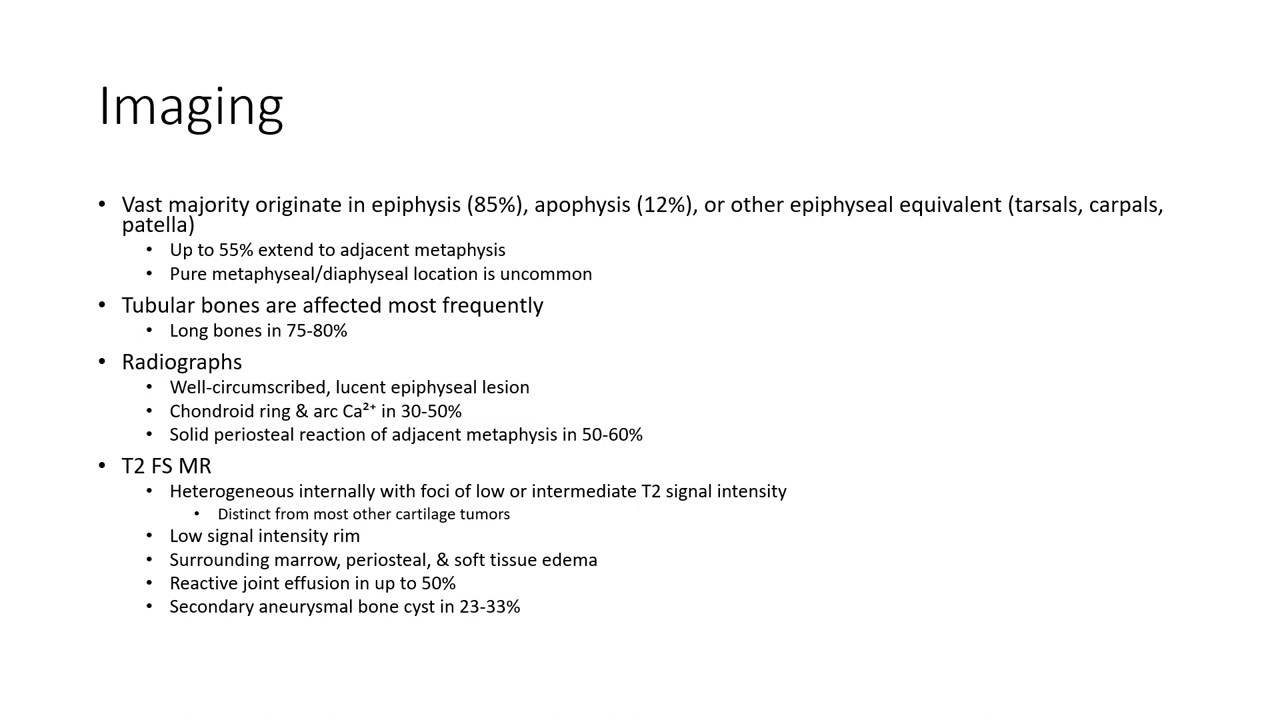 Imaging
• Vast majority originate in epiphysis (85%), apophysis (12%), or other epiphyseal equivalent (tarsals, carpals,
patella)
• Up to 55% extend to adjacent metaphysis
• Pure metaphyseal/diaphyseal location is uncommon
• Tubular bones are affected most frequently
• Long bones in 75-80%
• Radiographs
• Well-circumscribed, lucent epiphyseal lesion
• Chondroid ring & arc Ca²⁺ in 30-50%
• Solid periosteal reaction of adjacent metaphysis in 50-60%
• T2 FS MR
• Heterogeneous internally with foci of low or intermediate T2 signal intensity
• Distinct from most other cartilage tumors
• Low signal intensity rim
• Surrounding marrow, periosteal, & soft tissue edema
• Reactive joint effusion in up to 50%
• Secondary aneurysmal bone cyst in 23-33%